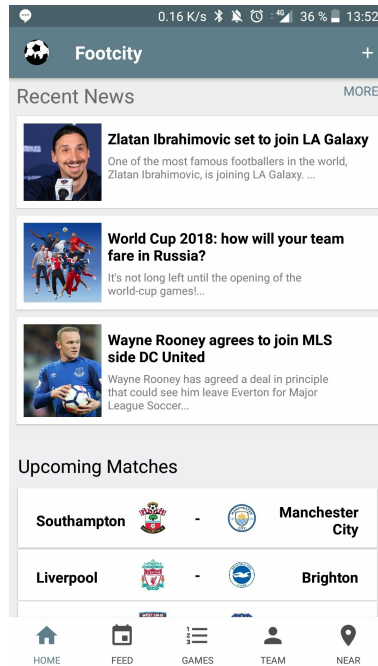 0.16 K/s 4G 36 % 13:52
Footcity +
Recent News MORE
Zlatan Ibrahimovic set to join LA Galaxy
One of the most famous footballers in the world,
Zlatan Ibrahimovic, is joining LA Galaxy. ...
World Cup 2018: how will your team
fare in Russia?
It's not long left until the opening of the
world-cup games!...
Wayne Rooney agrees to join MLS
side DC United
Wayne Rooney has agreed a deal in principle
that could see him leave Everton for Major
League Soccer...
Upcoming Matches
Southampton - Manchester
City
Liverpool - Brighton
HOME FEED GAMES TEAM NEAR